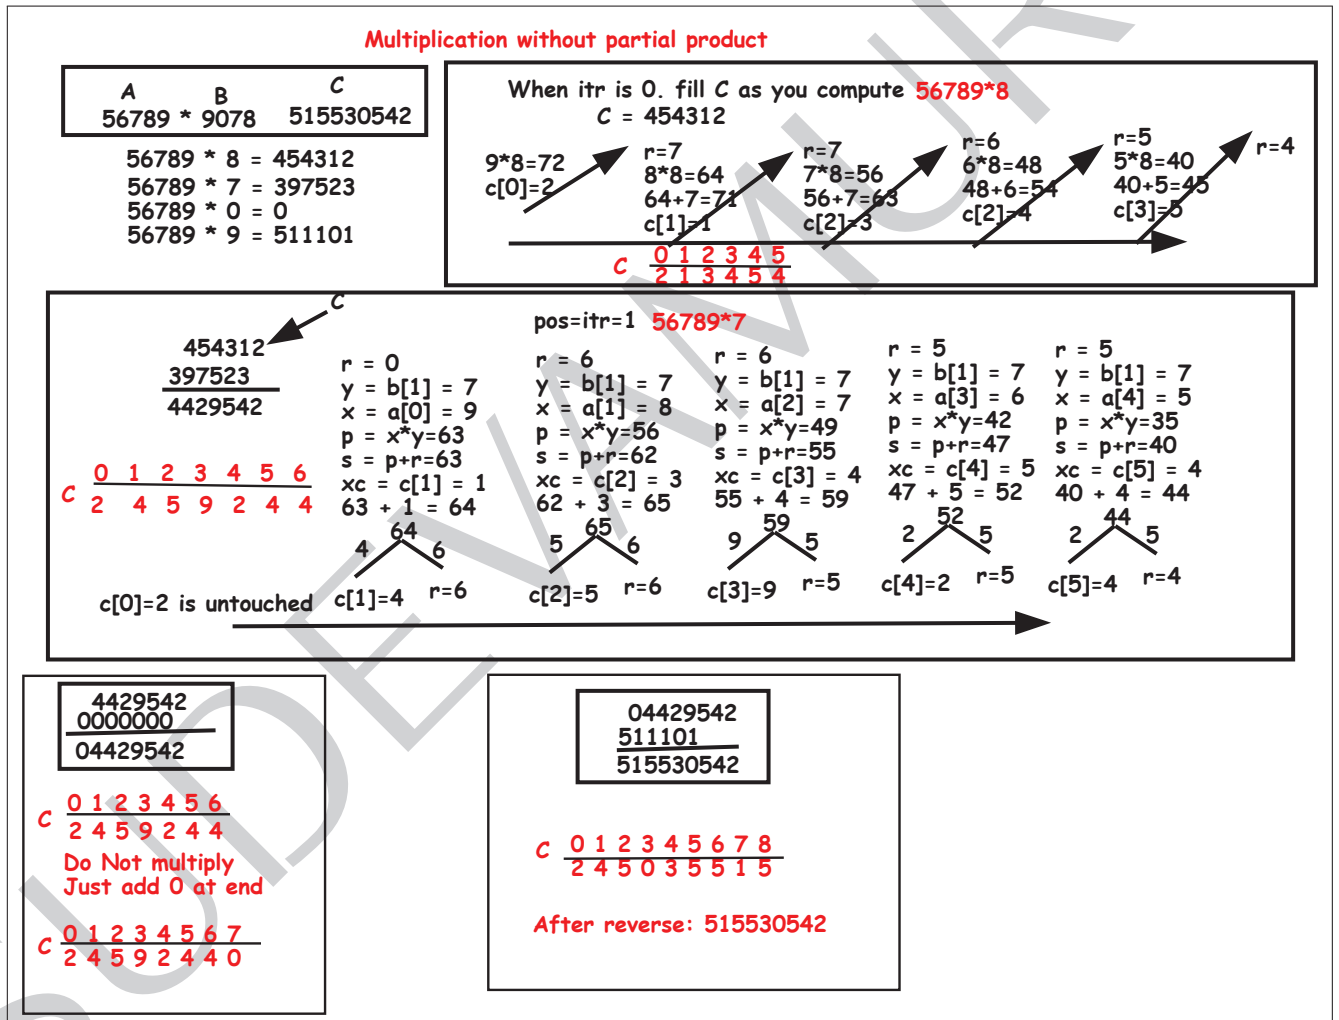 Multiplication without partial product
A B C
56789 * 9078 515530542
56789 * 8 = 454312
56789 * 7 = 397523
56789 * 0 = 0
56789 * 9 = 511101
When itr is 0. fill C as you compute 56789*8
C = 454312
9*8=72
c[0]=2
r=7
8*8=64
64+7=71
c[1]=1
r=7
7*8=56
56+7=63
c[2]=3
r=6
6*8=48
48+6=54
c[2]=4
r=5
5*8=40
40+5=45
c[3]=5
r=4
C 0 1 2 3 4 5
2 1 3 4 5 4
C
pos=itr=1 56789*7
454312
397523
4429542
0 1 2 3 4 5 6
C 2 4 5 9 2 4 4
c[0]=2 is untouched
r = 0
y = b[1] = 7
x = a[0] = 9
p = x*y=63
s = p+r=63
xc = c[1] = 1
63 + 1 = 64
64
4 6
c[1]=4 r=6
r = 6
y = b[1] = 7
x = a[1] = 8
p = x*y=56
s = p+r=62
xc = c[2] = 3
62 + 3 = 65
65
5 6
c[2]=5 r=6
r = 6
y = b[1] = 7
x = a[2] = 7
p = x*y=49
s = p+r=55
xc = c[3] = 4
55 + 4 = 59
59
9 5
c[3]=9 r=5
r = 5
y = b[1] = 7
x = a[3] = 6
p = x*y=42
s = p+r=47
xc = c[4] = 5
47 + 5 = 52
52
2 5
c[4]=2 r=5
r = 5
y = b[1] = 7
x = a[4] = 5
p = x*y=35
s = p+r=40
xc = c[5] = 4
40 + 4 = 44
44
2 5
c[5]=4 r=4
4429542
0000000
04429542
C 0 1 2 3 4 5 6
2 4 5 9 2 4 4
Do Not multiply
Just add 0 at end
C 0 1 2 3 4 5 6 7
2 4 5 9 2 4 4 0
04429542
511101
515530542
C 0 1 2 3 4 5 6 7 8
2 4 5 0 3 5 5 1 5
After reverse: 515530542
UDEVAMUR